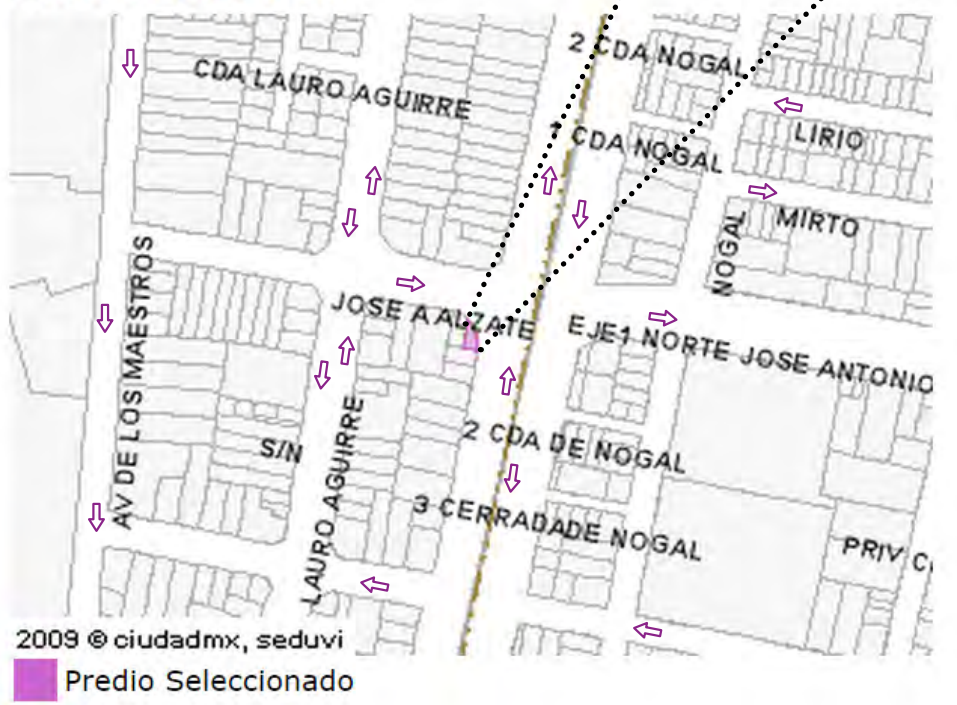 2 CDA NOGAL
CDA LAURO AGUIRRE
LIRIO
1 CDA NOGAL
MIRTO
NOGAL
AV DE LOS MAESTROS
JOSE A ALZATE
EJE1 NORTE JOSE ANTONIO
2 CDA DE NOGAL
S/N
LAURO AGUIRRE
3 CERRADADE NOGAL
PRIV C
2009 © ciudadmx, seduvi
Predio Seleccionado